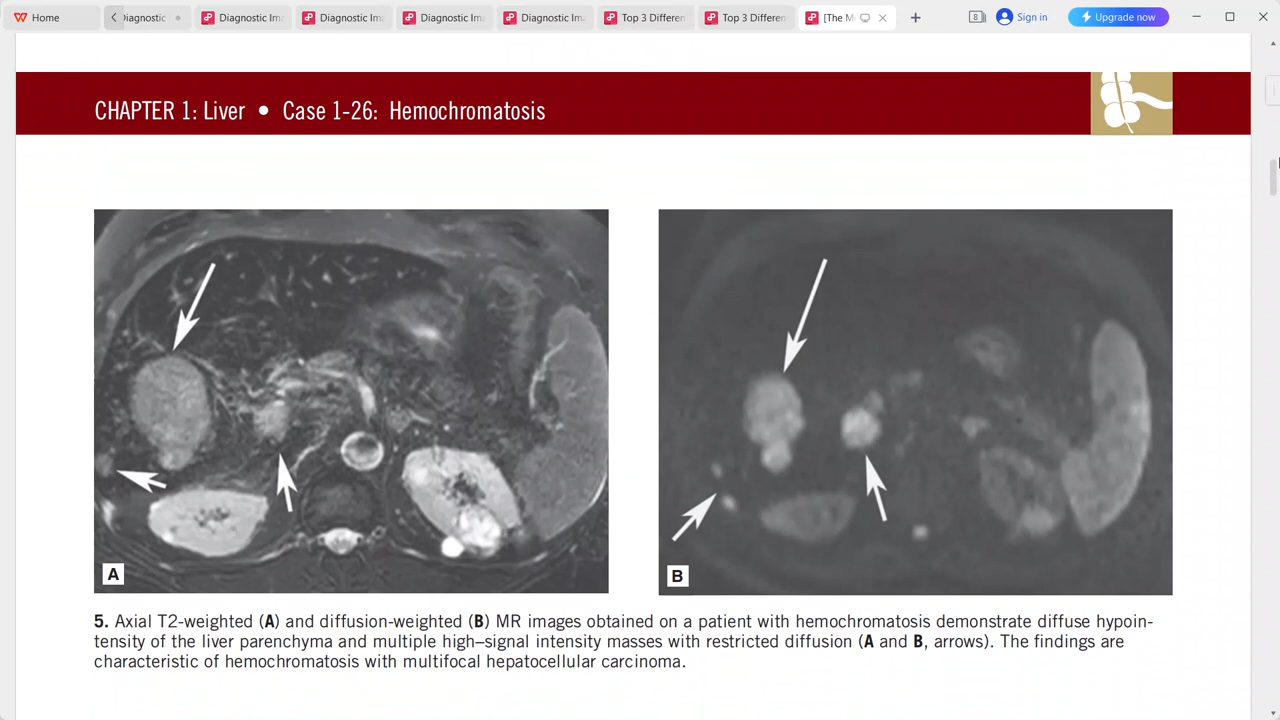 Home
Diagnostic
Diagnostic Im
Diagnostic Im
Diagnostic Im
Diagnostic Im
Top 3 Differen
Top 3 Differen
[The M
Sign in
Upgrade now
CHAPTER 1: Liver • Case 1-26: Hemochromatosis
A
B
5. Axial T2-weighted (A) and diffusion-weighted (B) MR images obtained on a patient with hemochromatosis demonstrate diffuse hypoin-
tensity of the liver parenchyma and multiple high–signal intensity masses with restricted diffusion (A and B, arrows). The findings are
characteristic of hemochromatosis with multifocal hepatocellular carcinoma.